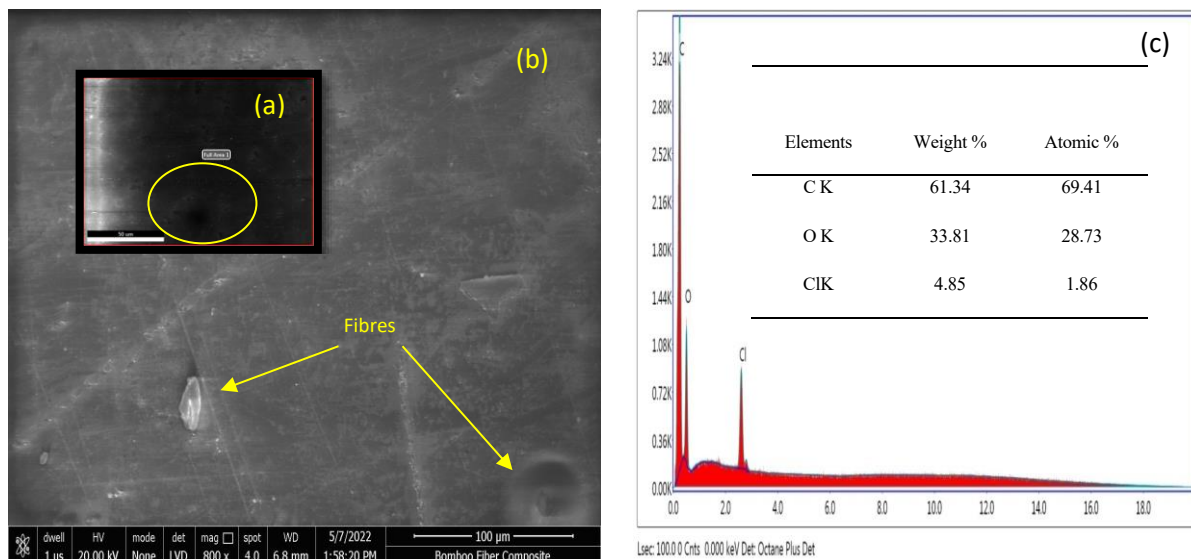 (b)
(a)
Full Area 1
50 um
Fibres
dwell HV mode det mag spot WD 5/7/2022 100 µm
1 µs 20.00 kV None LVD 800 x 4.0 6.8 mm 1:58:20 PM Bomboo Fiber Composite
(c)
3.24K
2.88K
2.52K
2.16K
1.80K
1.44K
1.08K
0.72K
0.36K
0.00K
C
O
Cl
Elements Weight % Atomic %
C K 61.34 69.41
O K 33.81 28.73
ClK 4.85 1.86
0.0 2.0 4.0 6.0 8.0 10.0 12.0 14.0 16.0 18.0
Lsec: 100.0 0 Cnts 0.000 keV Det: Octane Plus Det